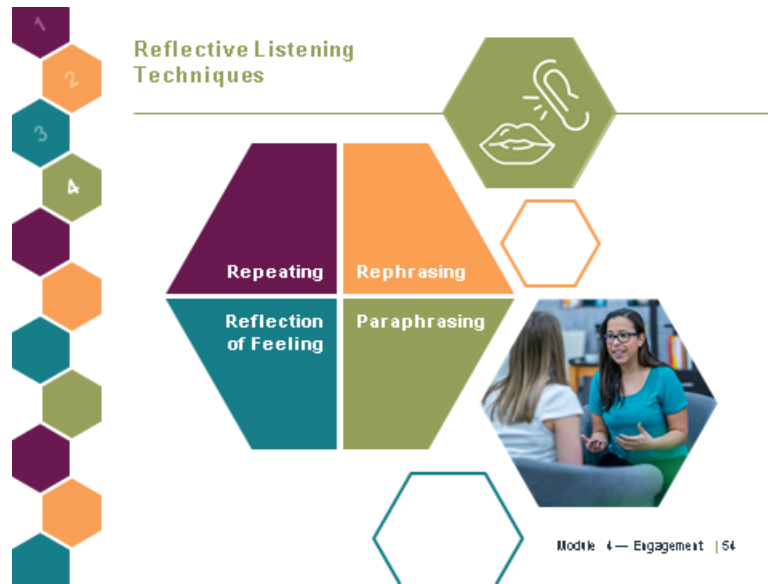 1
2
3
4
Reflective Listening
Techniques
Repeating
Rephrasing
Reflection
of Feeling
Paraphrasing
Module 4 — Engagement | 54